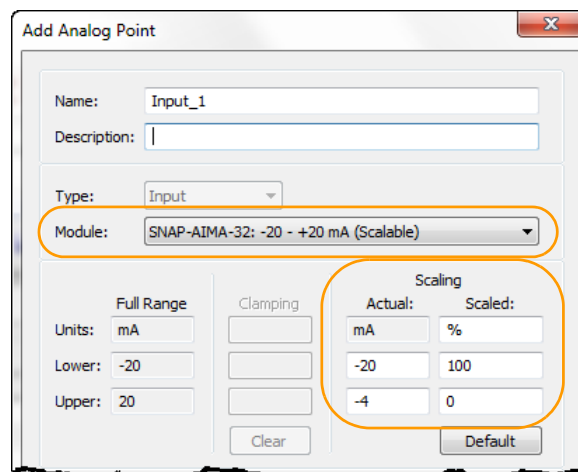 Add Analog Point
Name: Input_1
Description:
Type: Input
Module: SNAP-AIMA-32: -20 - +20 mA (Scalable)
Scaling
Full Range Clamping Actual: Scaled:
Units: mA mA %
Lower: -20 -20 100
Upper: 20 -4 0
Clear Default